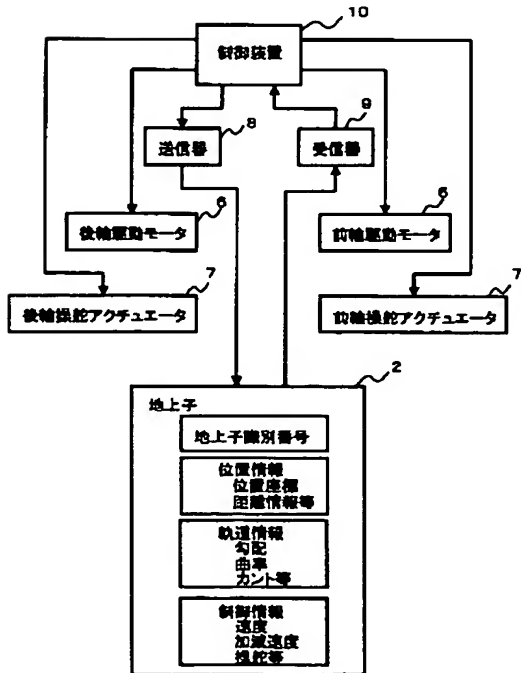 10
制御装置
8
送信器
9
受信器
6
後輪駆動モータ
6
前輪駆動モータ
7
後輪操舵アクチュエータ
7
前輪操舵アクチュエータ
2
地上子
地上子識別番号
位置情報
位置座標
距離情報等
軌道情報
勾配
曲率
カント等
制御情報
速度
加減速度
操舵等